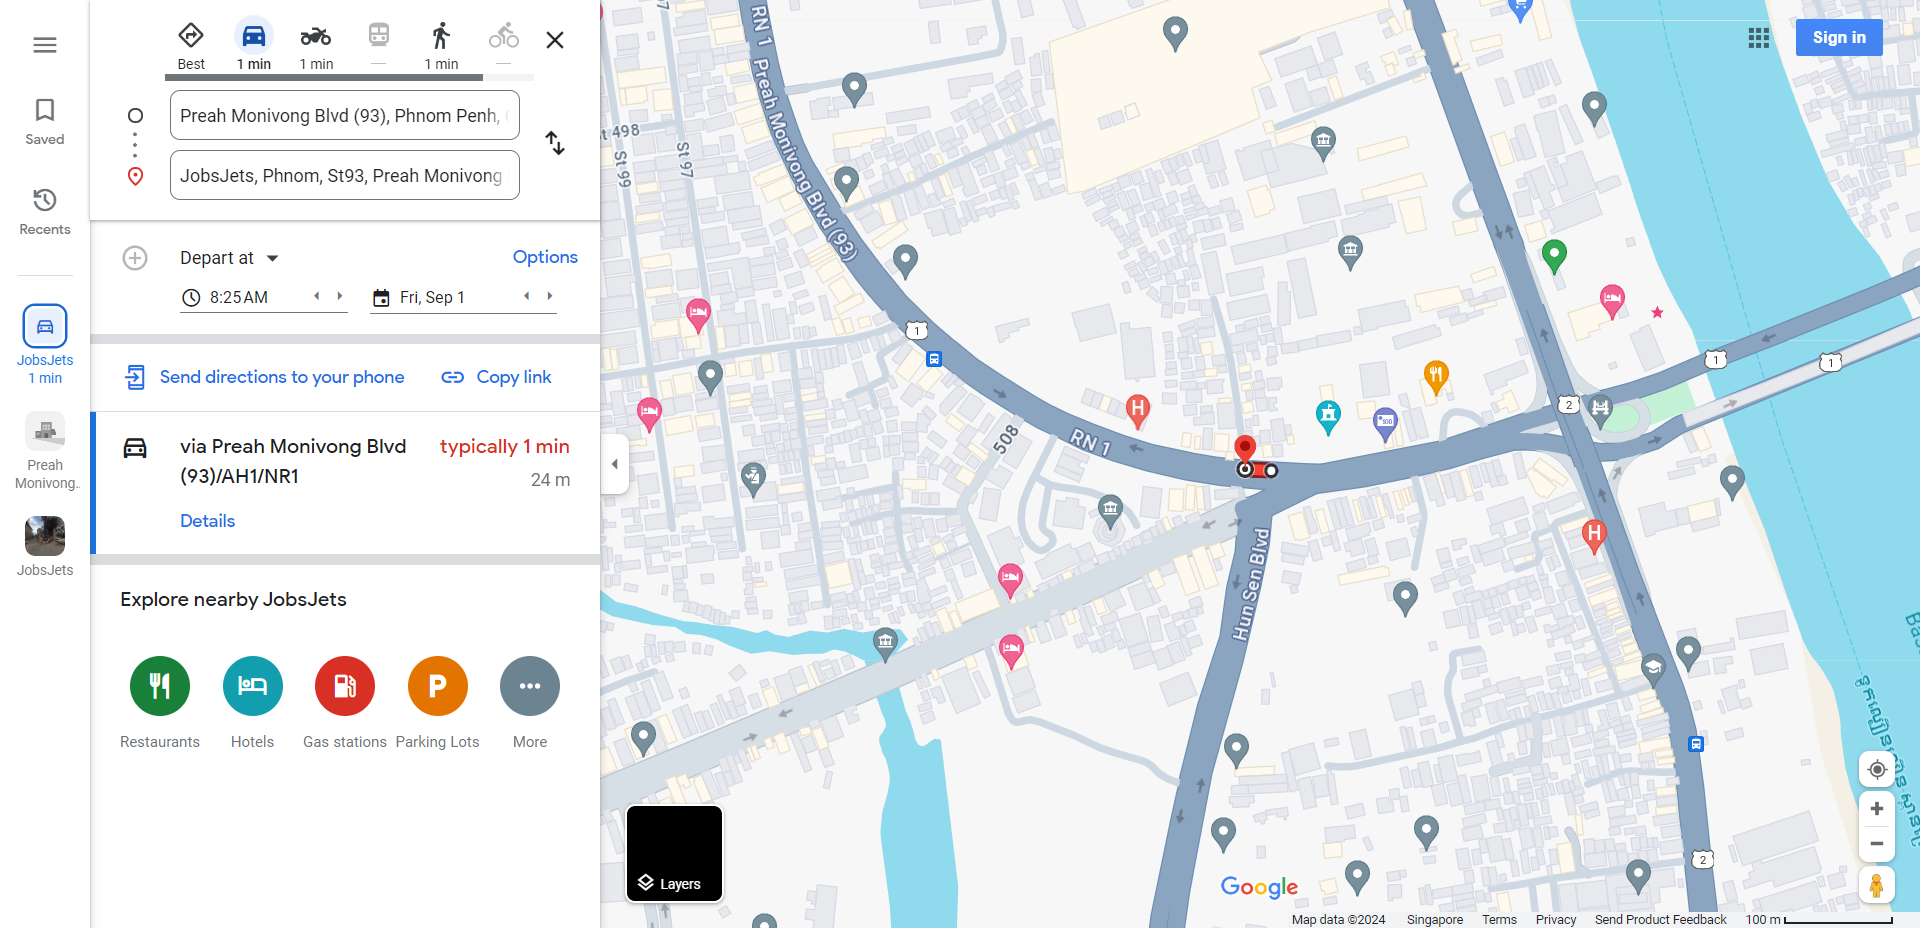 Best
1 min
1 min
1 min
Preah Monivong Blvd (93), Phnom Penh,
JobsJets, Phnom, St93, Preah Monivong
Saved
Recents
JobsJets
1 min
Preah
Monivong..
JobsJets
Depart at
Options
8:25 AM
Fri, Sep 1
Send directions to your phone
Copy link
via Preah Monivong Blvd
(93)/AH1/NR1
typically 1 min
24 m
Details
Explore nearby JobsJets
P
Restaurants
Hotels
Gas stations
Parking Lots
More
Sign in
RN 1
Preah Monivong Blvd (93)
St 498
St 99
St 97
1
508
RN 1
H
1
1
2
H
Hun Sen Blvd
2
Layers
Google
Map data ©2024
Singapore
Terms
Privacy
Send Product Feedback
100 m